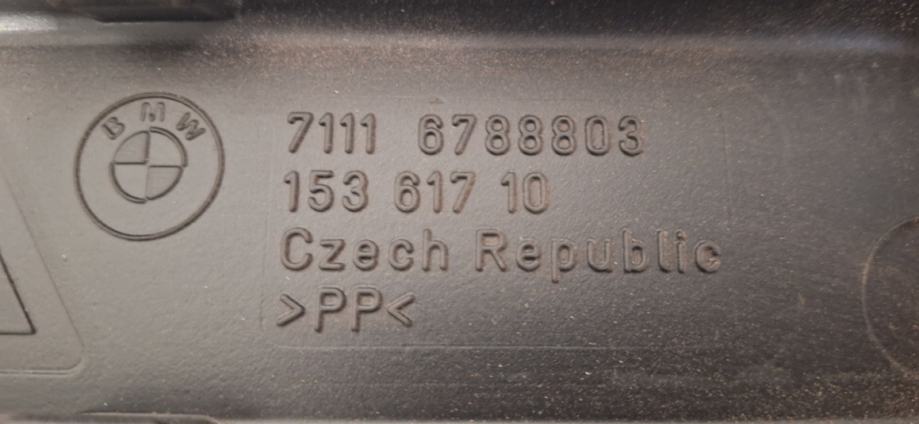 BMW
7111 6788803
153 617 10
Czech Republic
>PP<